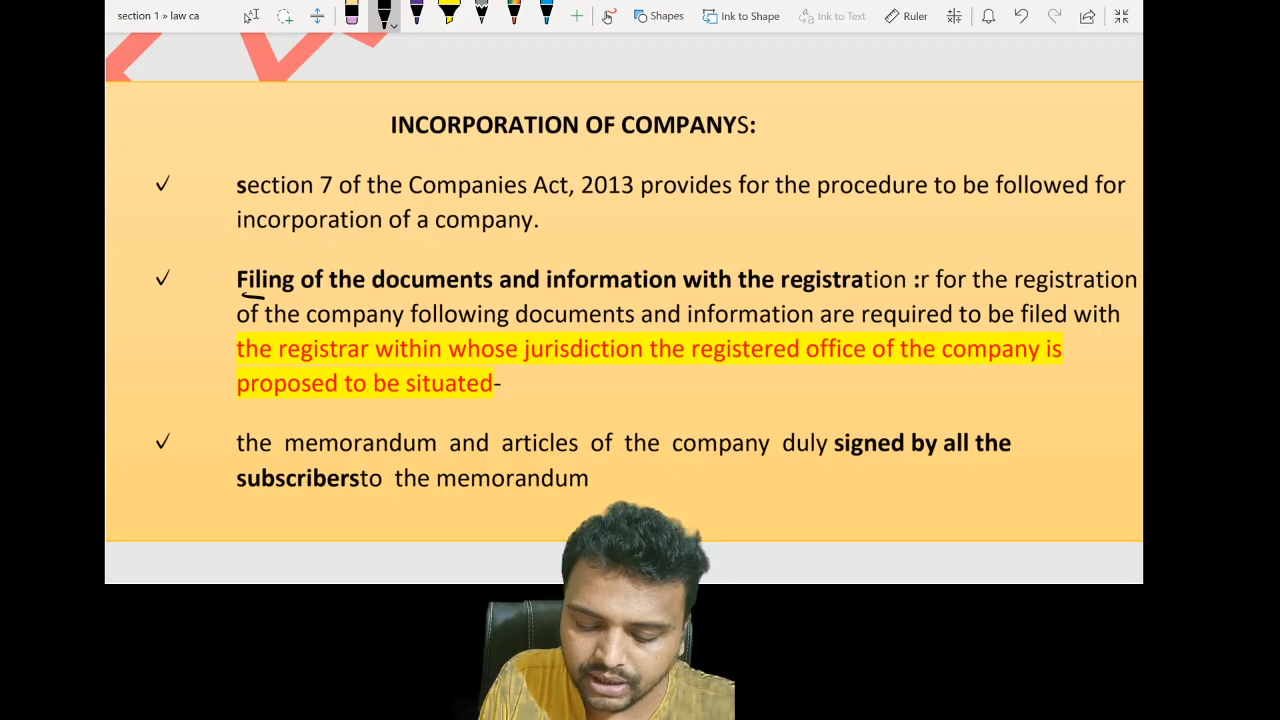 section 1 » law ca
Shapes
Ink to Shape
Ink to Text
Ruler
INCORPORATION OF COMPANYS:
✓ section 7 of the Companies Act, 2013 provides for the procedure to be followed for
incorporation of a company.
✓ Filing of the documents and information with the registration :r for the registration
of the company following documents and information are required to be filed with
the registrar within whose jurisdiction the registered office of the company is
proposed to be situated-
✓ the memorandum and articles of the company duly signed by all the
subscribersto the memorandum